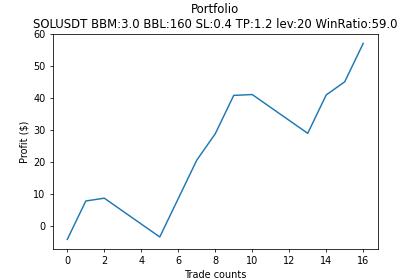 Portfolio
SOLUSDT BBM:3.0 BBL:160 SL:0.4 TP:1.2 lev:20 WinRatio:59.0
60
50
40
30
20
10
0
Profit ($)
0 2 4 6 8 10 12 14 16
Trade counts